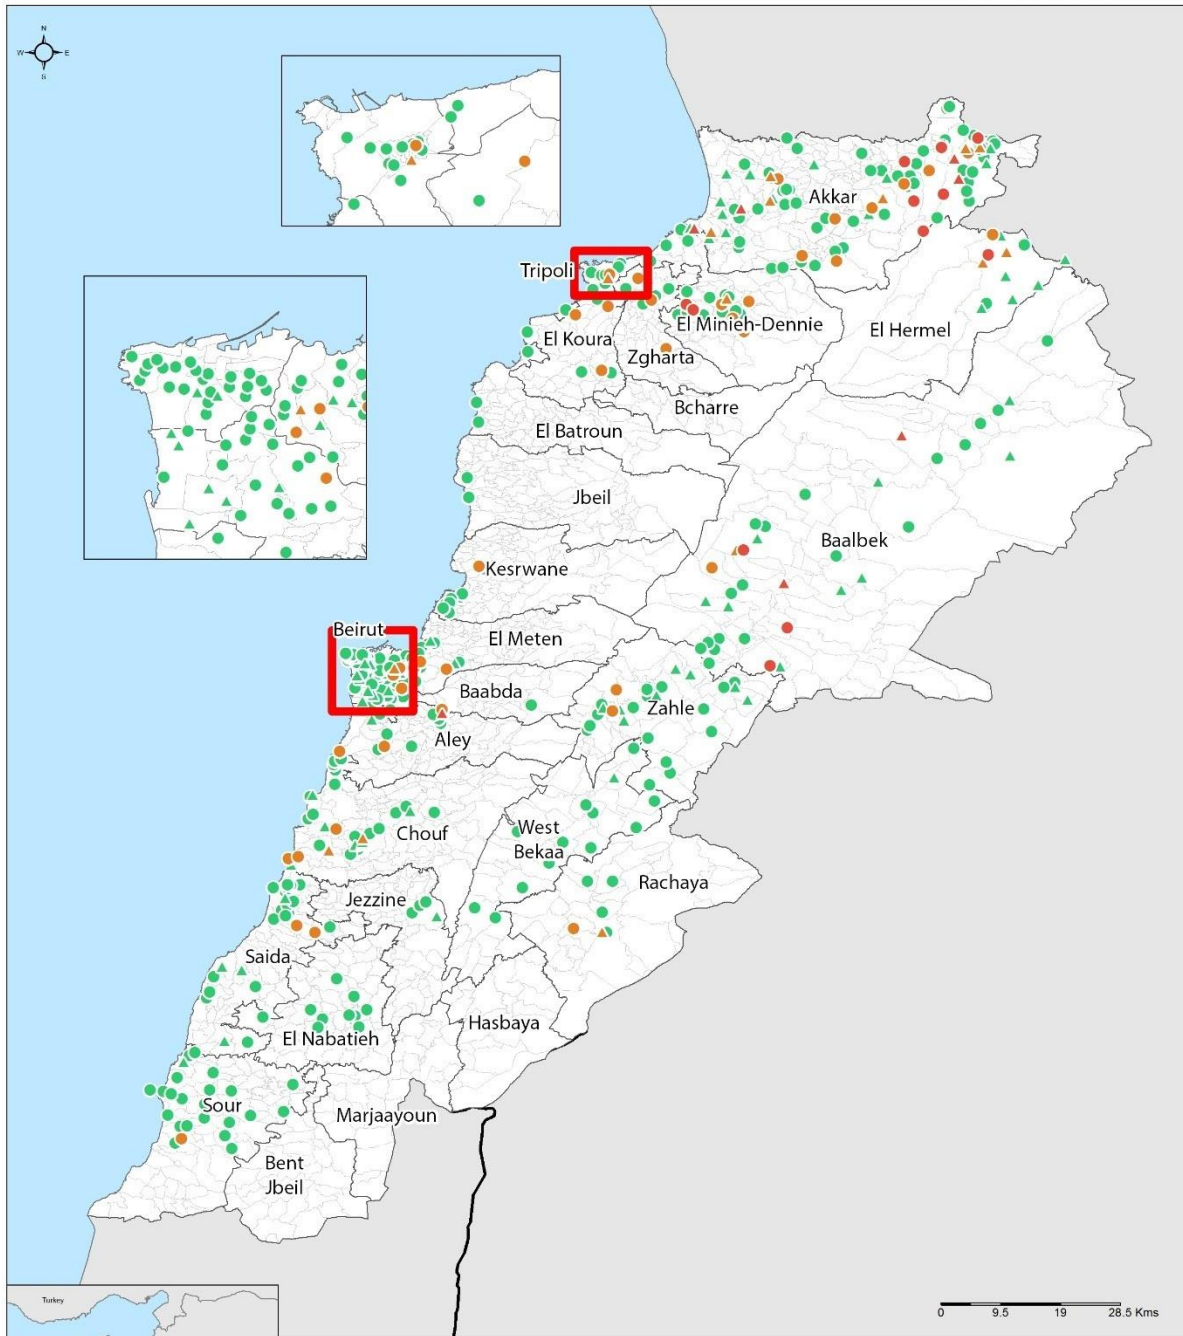 N
W
E
S
Akkar
Tripoli
El Minieh-Dennie
El Hermel
El Koura
Zgharta
Bcharre
El Batroun
Jbeil
Baalbek
Kesrwane
Beirut
El Meten
Baabda
Zahle
Aley
Chouf
West
Bekaa
Rachaya
Jezzine
Saida
Hasbaya
El Nabatieh
Sour
Marjaayoun
Bent
Jbeil
Turkey
0 9.5 19 28.5 Kms